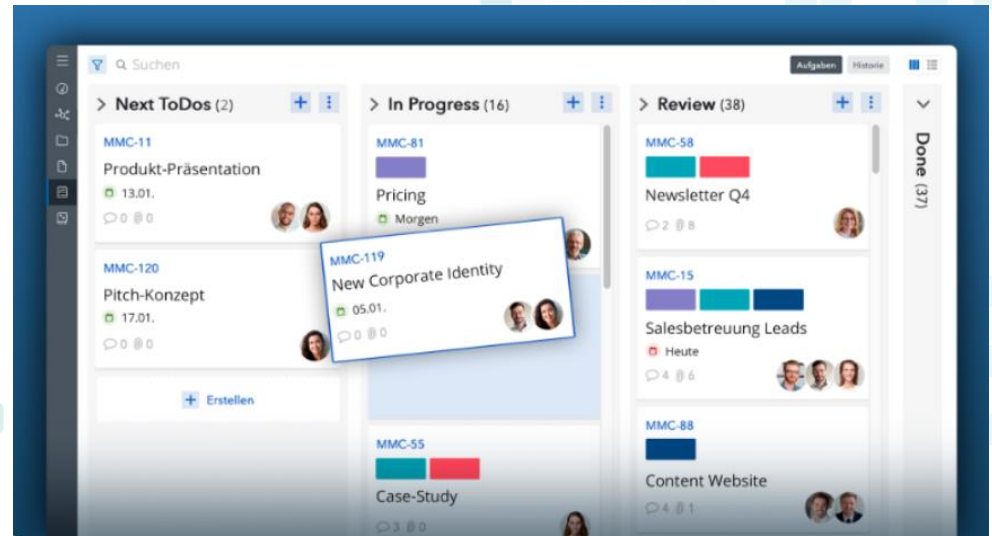 Suchen
Aufgaben
Historie
Next ToDos (2)
MMC-11
Produkt-Präsentation
13.01.
0 0
MMC-120
Pitch-Konzept
17.01.
0 0
Erstellen
In Progress (16)
MMC-81
Pricing
Morgen
MMC-119
New Corporate Identity
05.01.
0 0
MMC-55
Case-Study
3 0
Review (38)
MMC-58
Newsletter Q4
2 8
MMC-15
Salesbetreuung Leads
Heute
4 6
MMC-88
Content Website
4 1
Done (37)